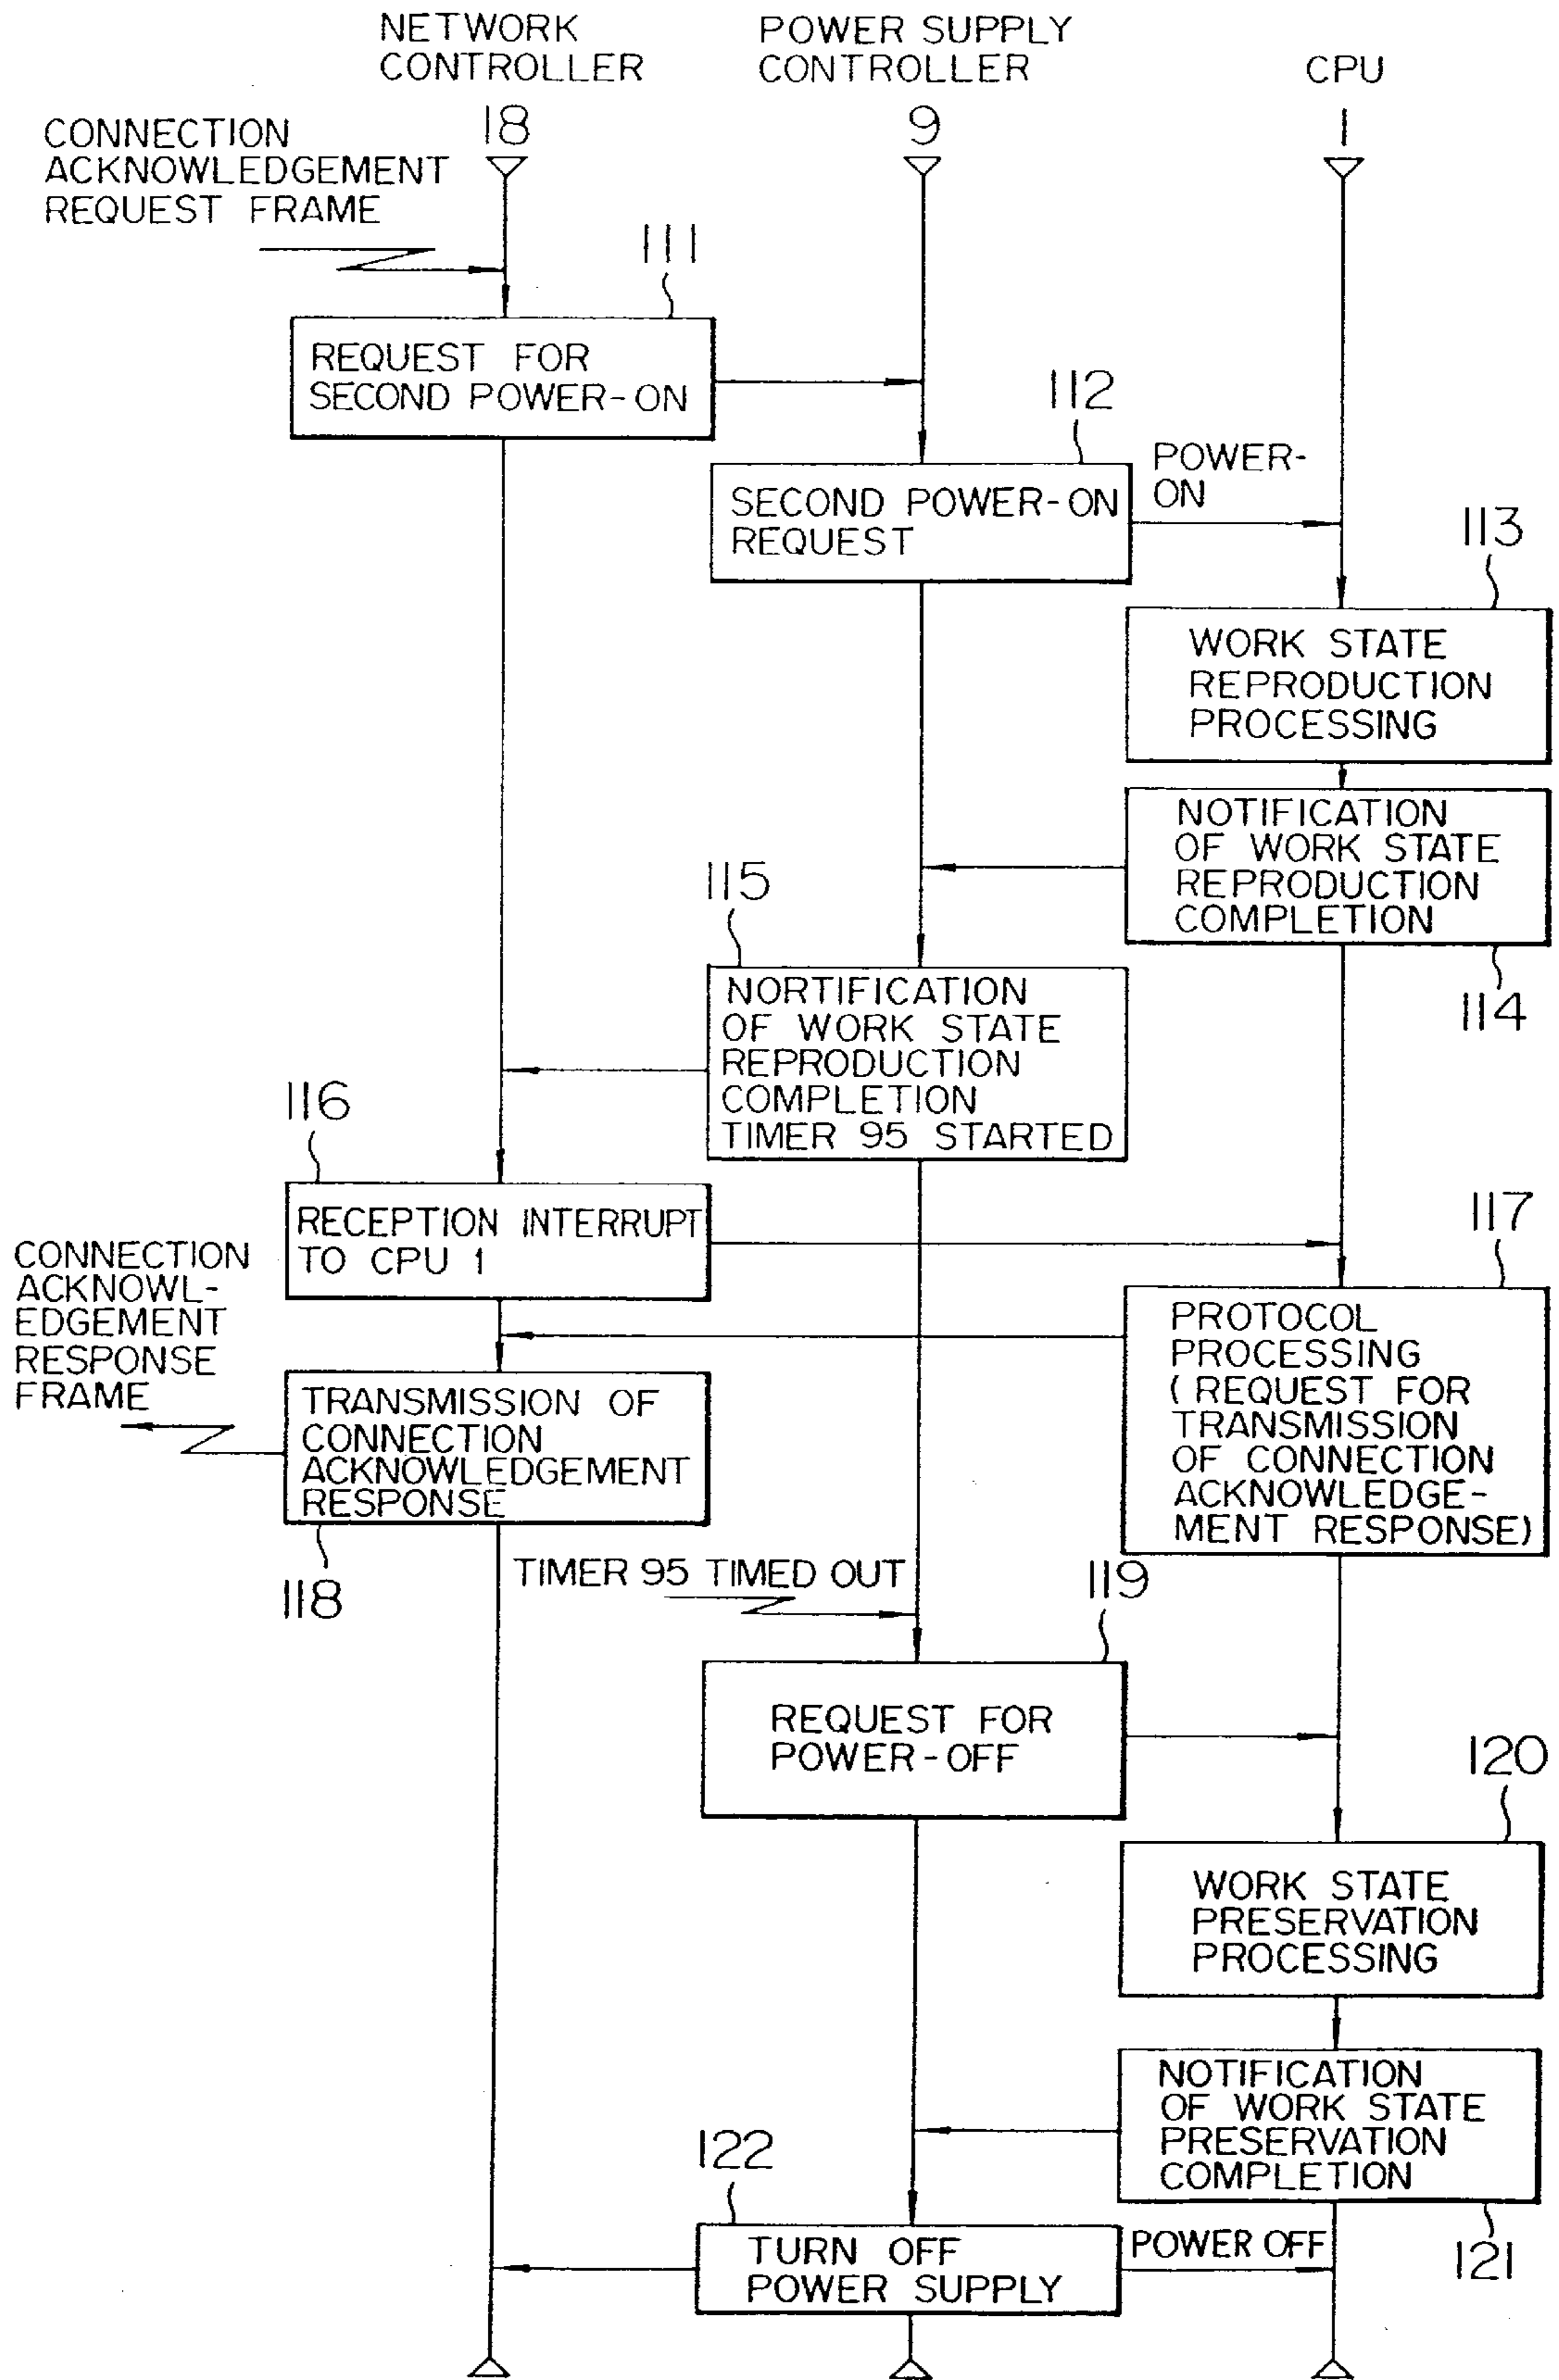 NETWORK
CONTROLLER
18
POWER SUPPLY
CONTROLLER
9
CPU
1
CONNECTION
ACKNOWLEDGEMENT
REQUEST FRAME
111
REQUEST FOR
SECOND POWER-ON
112
SECOND POWER-ON
REQUEST
POWER-
ON
113
WORK STATE
REPRODUCTION
PROCESSING
NOTIFICATION
OF WORK STATE
REPRODUCTION
COMPLETION
114
115
NORTIFICATION
OF WORK STATE
REPRODUCTION
COMPLETION
TIMER 95 STARTED
116
RECEPTION INTERRUPT
TO CPU 1
117
PROTOCOL
PROCESSING
(REQUEST FOR
TRANSMISSION
OF CONNECTION
ACKNOWLEDGE-
MENT RESPONSE)
CONNECTION
ACKNOWL-
EDGEMENT
RESPONSE
FRAME
TRANSMISSION OF
CONNECTION
ACKNOWLEDGEMENT
RESPONSE
118
TIMER 95 TIMED OUT
119
REQUEST FOR
POWER-OFF
120
WORK STATE
PRESERVATION
PROCESSING
NOTIFICATION
OF WORK STATE
PRESERVATION
COMPLETION
121
122
TURN OFF
POWER SUPPLY
POWER OFF